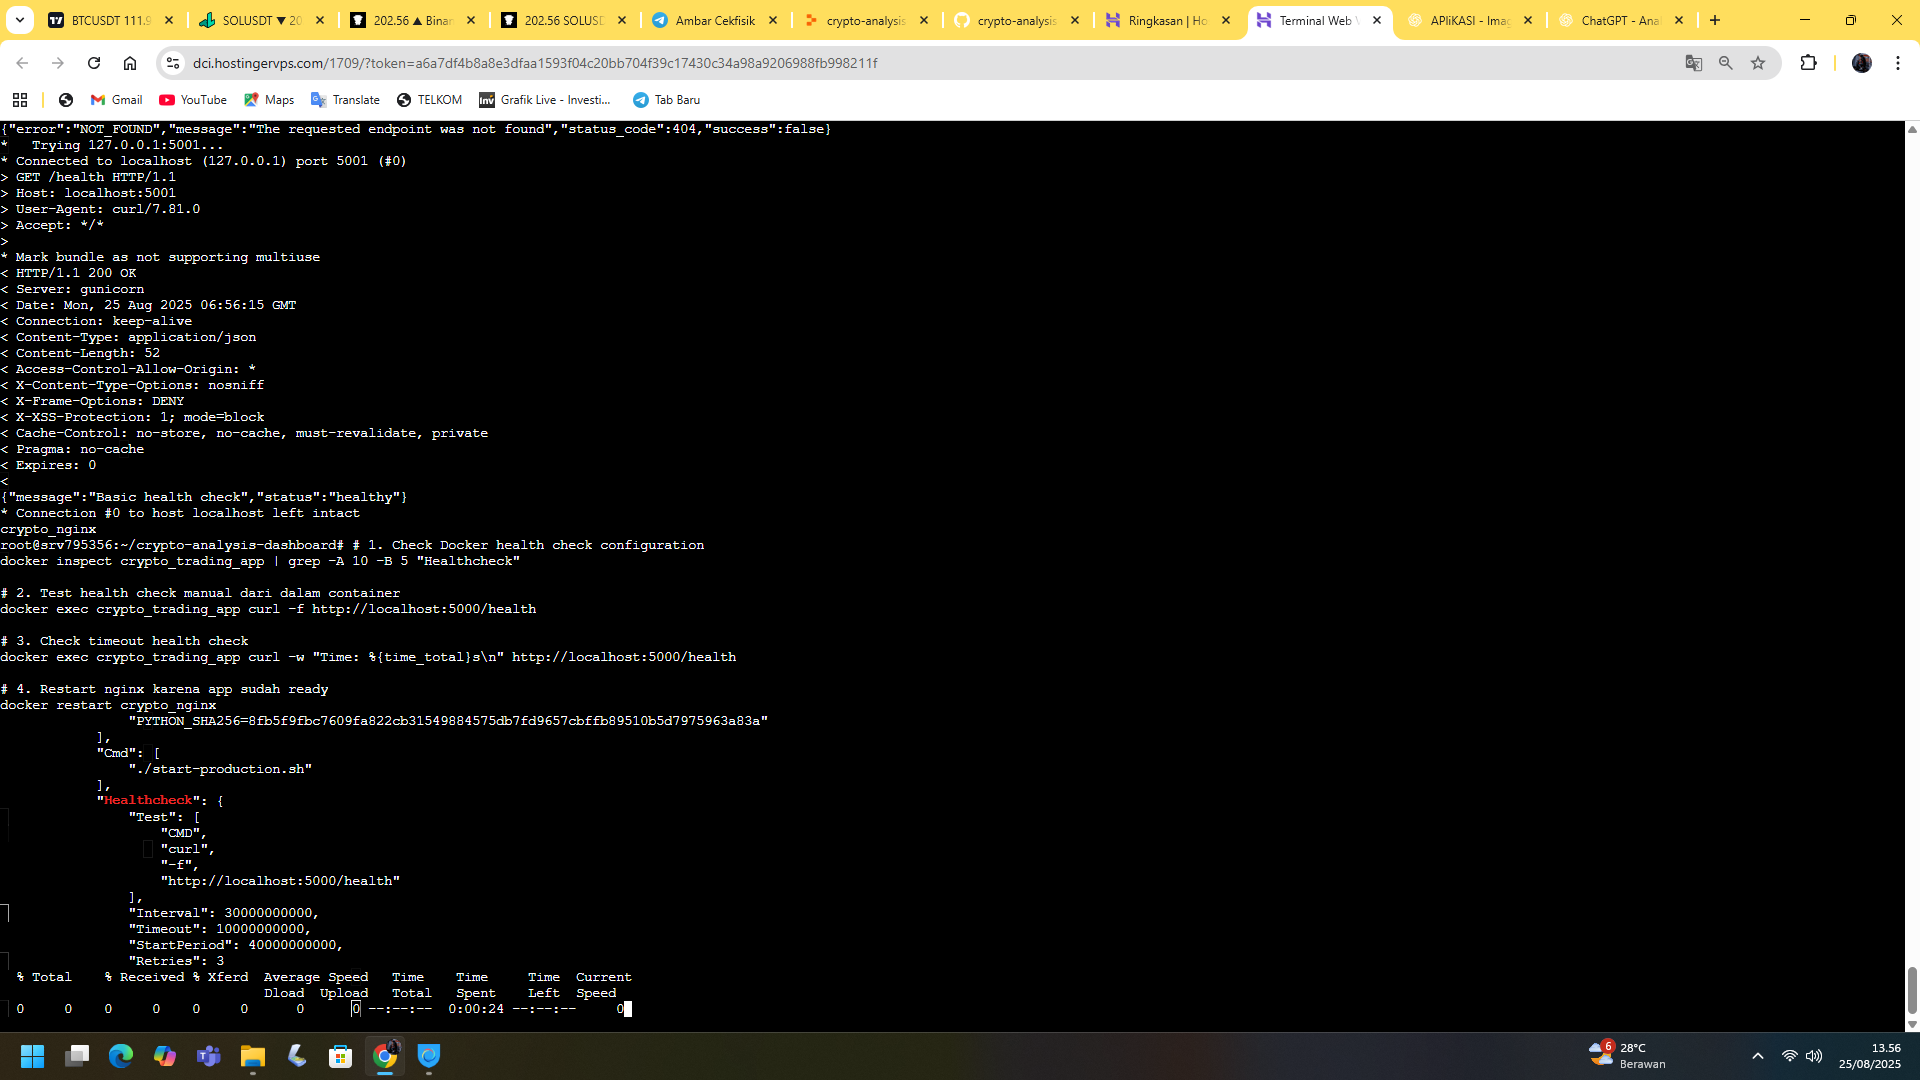 BTCUSDT 111.9
SOLUSDT ▼ 20
202.56 ▲ Binan
202.56 SOLUSD
Ambar Cekfisik
crypto-analysis
crypto-analysis
Ringkasan | Ho
Terminal Web
APliKASI - Imag
ChatGPT - Anal
dci.hostingervps.com/1709/?token=a6a7df4b8a8e3dfaa1593f04c20bb704f39c17430c34a98a9206988fb998211f
Gmail
YouTube
Maps
Translate
TELKOM
Inv Grafik Live - Investi...
Tab Baru
{"error":"NOT_FOUND","message":"The requested endpoint was not found","status_code":404,"success":false}
*   Trying 127.0.0.1:5001...
* Connected to localhost (127.0.0.1) port 5001 (#0)
> GET /health HTTP/1.1
> Host: localhost:5001
> User-Agent: curl/7.81.0
> Accept: */*
>
* Mark bundle as not supporting multiuse
< HTTP/1.1 200 OK
< Server: gunicorn
< Date: Mon, 25 Aug 2025 06:56:15 GMT
< Connection: keep-alive
< Content-Type: application/json
< Content-Length: 52
< Access-Control-Allow-Origin: *
< X-Content-Type-Options: nosniff
< X-Frame-Options: DENY
< X-XSS-Protection: 1; mode=block
< Cache-Control: no-store, no-cache, must-revalidate, private
< Pragma: no-cache
< Expires: 0
<
{"message":"Basic health check","status":"healthy"}
* Connection #0 to host localhost left intact
crypto_nginx
root@srv795356:~/crypto-analysis-dashboard# # 1. Check Docker health check configuration
docker inspect crypto_trading_app | grep -A 10 -B 5 "Healthcheck"
# 2. Test health check manual dari dalam container
docker exec crypto_trading_app curl -f http://localhost:5000/health
# 3. Check timeout health check
docker exec crypto_trading_app curl -w "Time: %{time_total}s\n" http://localhost:5000/health
# 4. Restart nginx karena app sudah ready
docker restart crypto_nginx
"PYTHON_SHA256=8fb5f9fbc7609fa822cb31549884575db7fd9657cbffb89510b5d7975963a83a"
],
"Cmd": [
"./start-production.sh"
],
"Healthcheck": {
"Test": [
"CMD",
"curl",
"-f",
"http://localhost:5000/health"
],
"Interval": 30000000000,
"Timeout": 10000000000,
"StartPeriod": 40000000000,
"Retries": 3
% Total    % Received % Xferd  Average Speed   Time    Time     Time  Current
Dload  Upload   Total   Spent    Left  Speed
0     0    0     0    0     0      0      0 --:--:--  0:00:24 --:--:--     0
6
28°C
Berawan
13.56
25/08/2025